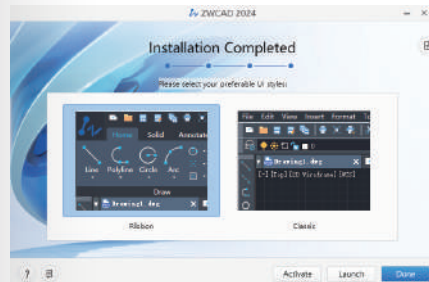 ZWCAD 2024
Installation Completed
Please select your preferable UI styles:
Home Solid Annotate
Line Polyline Circle Arc
Draw
Drawing1.dwg
Ribbon
File Edit View Insert Format
0
Drawing1.dwg
[-] [Top] [2D Wireframe] [WCS]
Classic
? Activate Launch Done